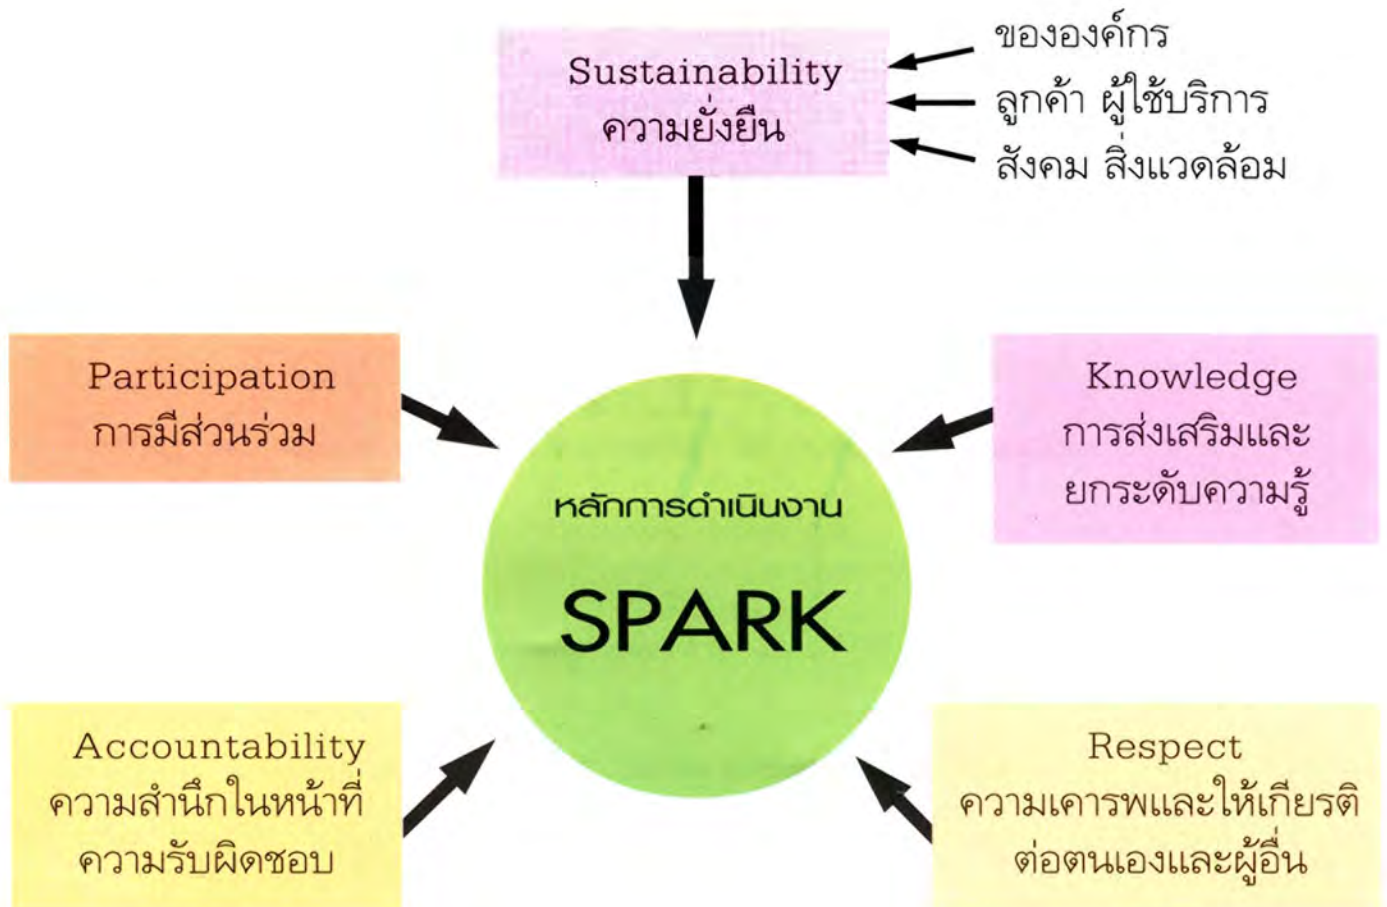 Sustainability
ความยั่งยืน
ขององค์กร
ลูกค้า ผู้ใช้บริการ
สังคม สิ่งแวดล้อม
Participation
การมีส่วนร่วม
Knowledge
การส่งเสริมและ
ยกระดับความรู้
หลักการดำเนินงาน
SPARK
Accountability
ความสำนึกในหน้าที่
ความรับผิดชอบ
Respect
ความเคารพและให้เกียรติ
ต่อตนเองและผู้อื่น